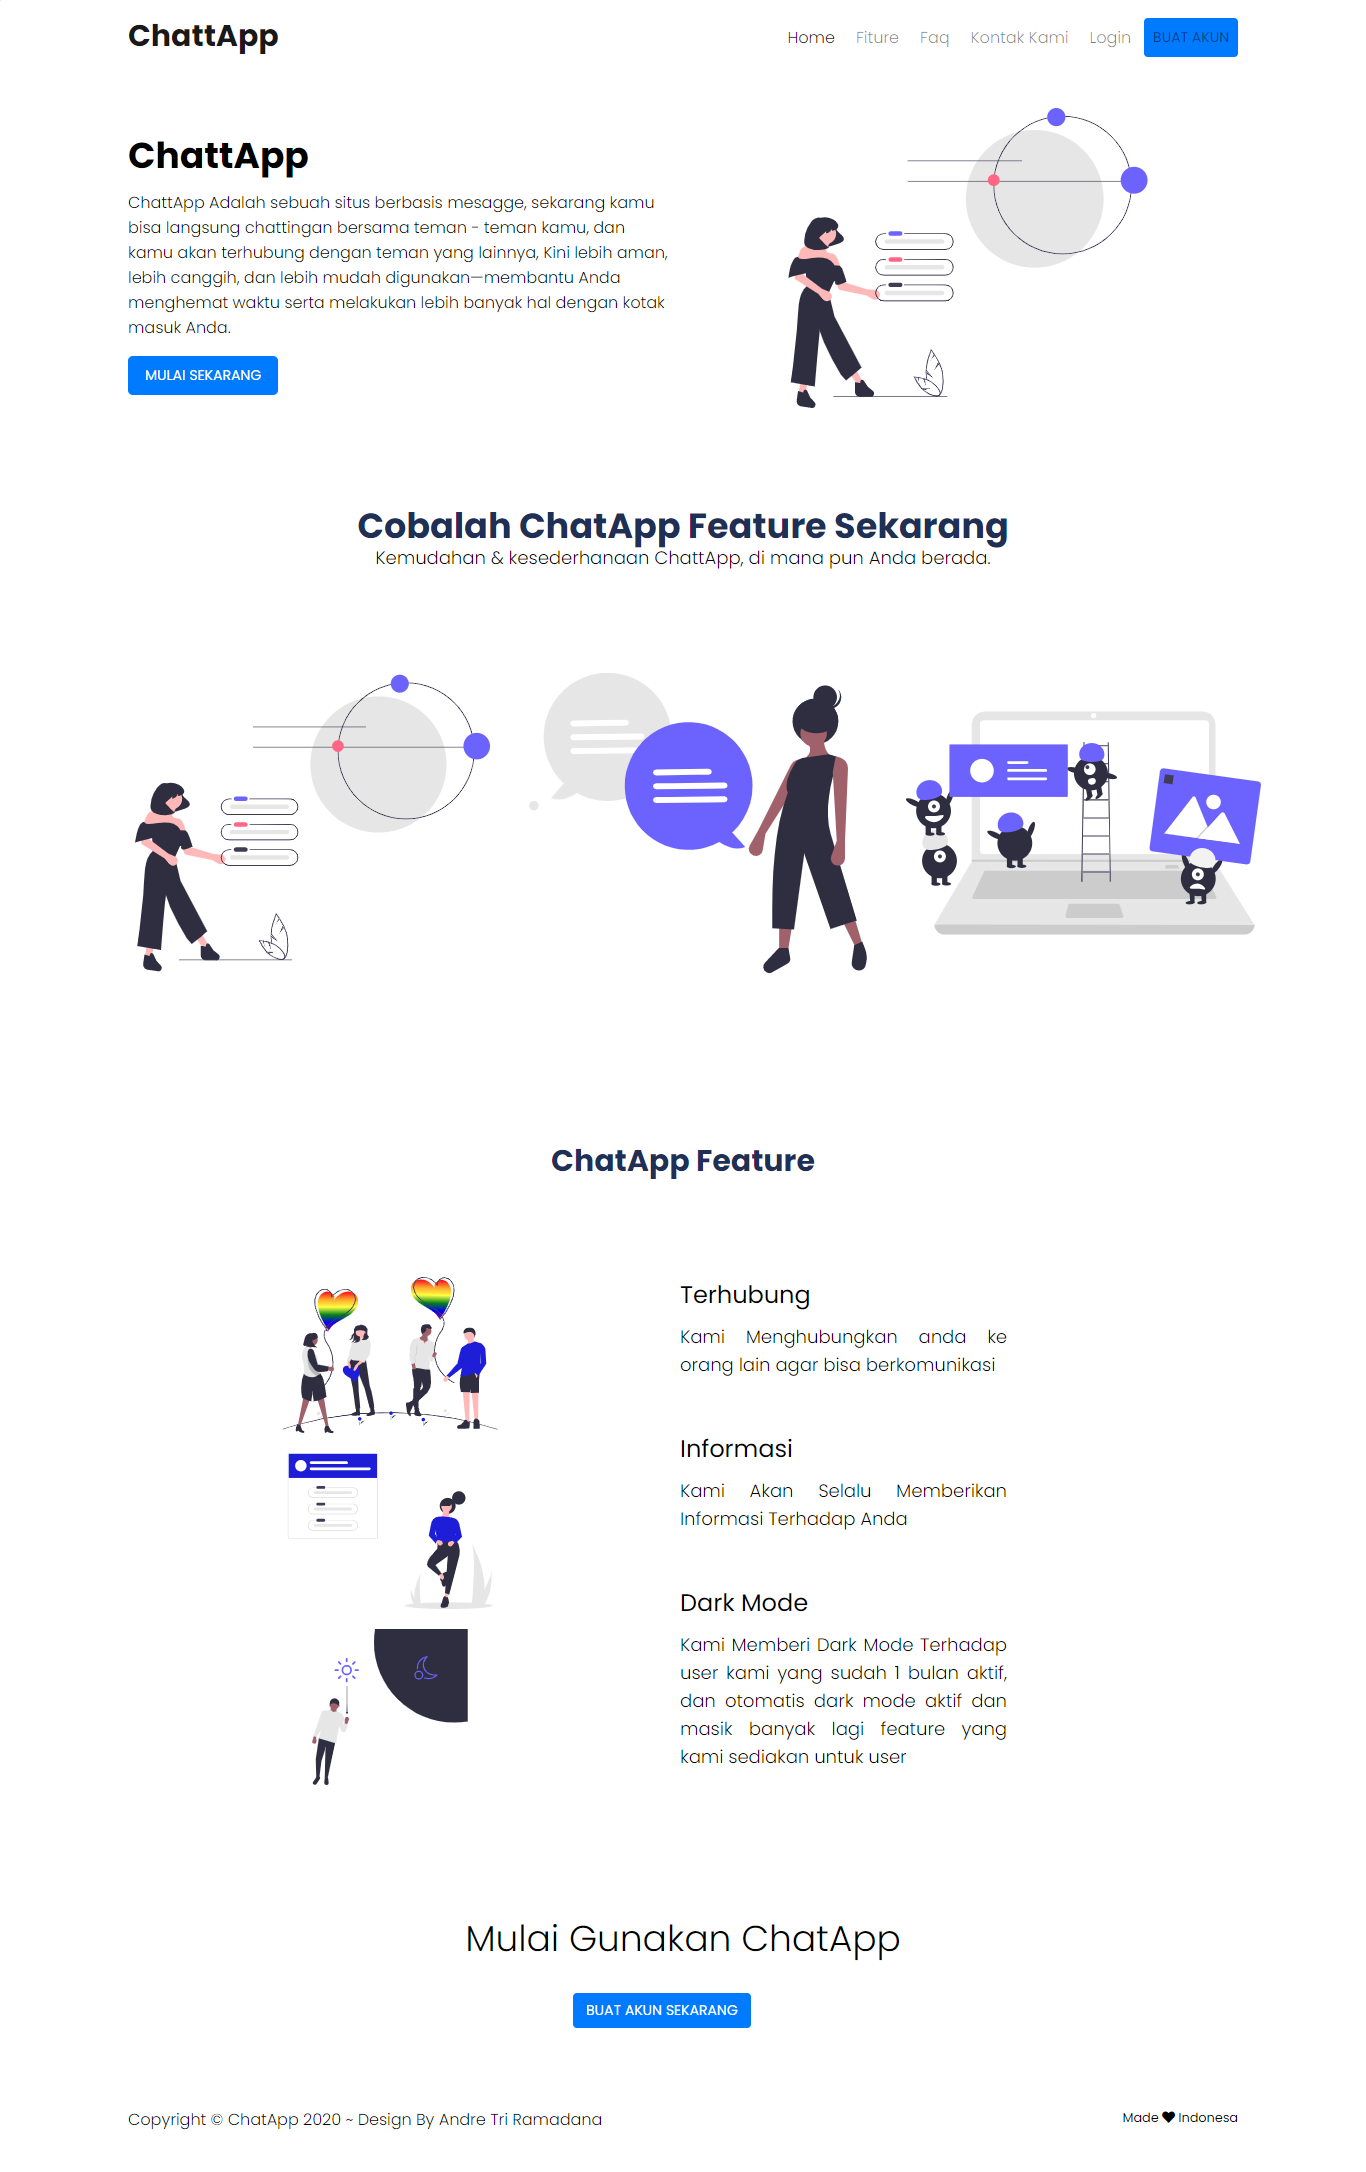 ChattApp
Home Fiture Faq Kontak Kami Login BUAT AKUN
ChattApp
ChattApp Adalah sebuah situs berbasis mesagge, sekarang kamu
bisa langsung chattingan bersama teman - teman kamu, dan
kamu akan terhubung dengan teman yang lainnya, Kini lebih aman,
lebih canggih, dan lebih mudah digunakan—membantu Anda
menghemat waktu serta melakukan lebih banyak hal dengan kotak
masuk Anda.
MULAI SEKARANG
Cobalah ChatApp Feature Sekarang
Kemudahan & kesederhanaan ChattApp, di mana pun Anda berada.
ChatApp Feature
Terhubung
Kami Menghubungkan anda ke
orang lain agar bisa berkomunikasi
Informasi
Kami Akan Selalu Memberikan
Informasi Terhadap Anda
Dark Mode
Kami Memberi Dark Mode Terhadap
user kami yang sudah 1 bulan aktif,
dan otomatis dark mode aktif dan
masik banyak lagi feature yang
kami sediakan untuk user
Mulai Gunakan ChatApp
BUAT AKUN SEKARANG
Copyright © ChatApp 2020 ~ Design By Andre Tri Ramadana
Made ♥ Indonesa